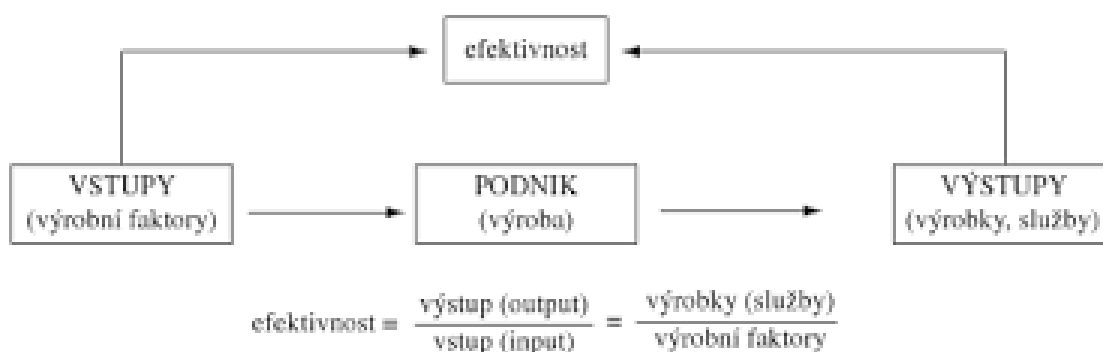 efektivnost
VSTUPY
(výrobní faktory)
PODNIK
(výroba)
VÝSTUPY
(výrobky, služby)
efektivnost = výstup (output) / vstup (input) = výrobky (služby) / výrobní faktory